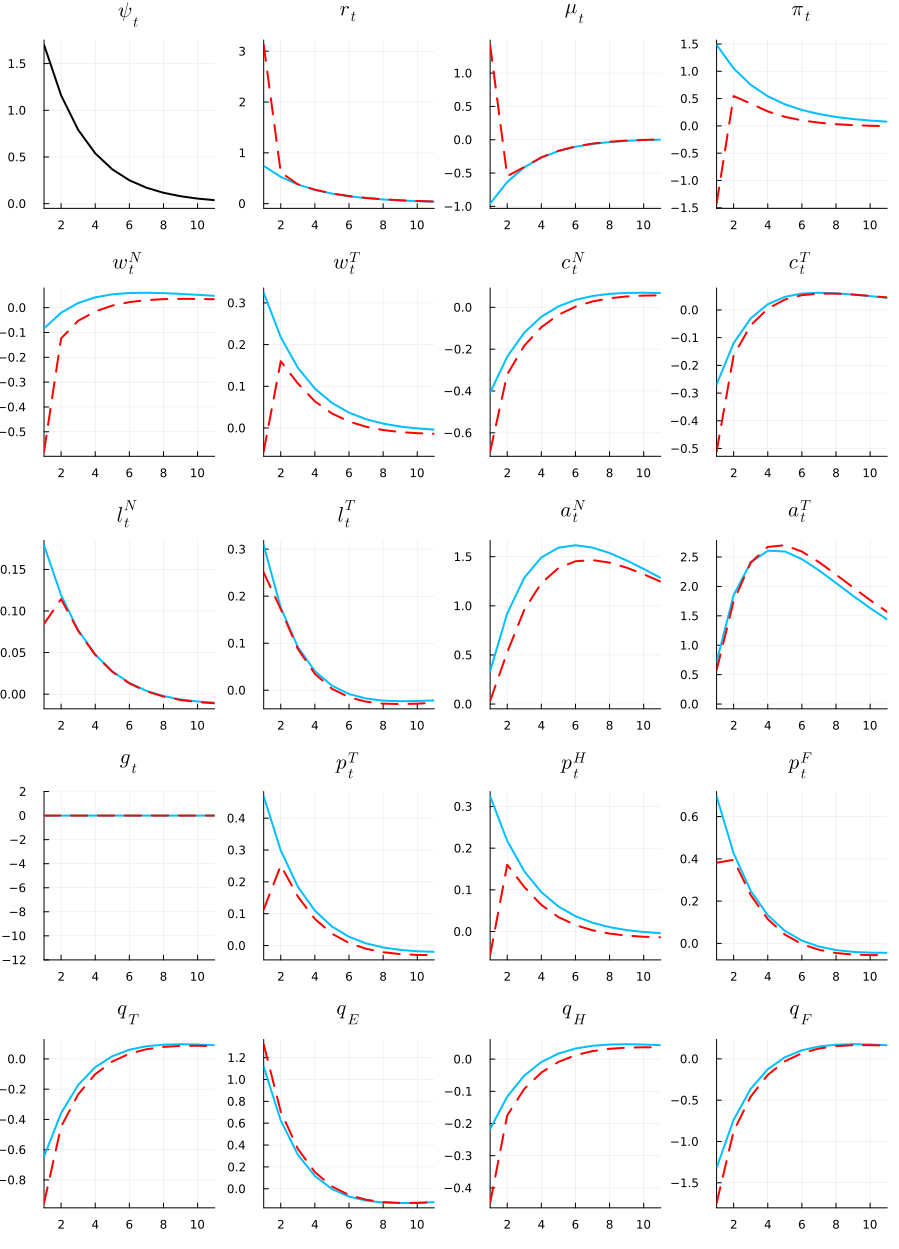 ψ_t r_t μ_t π_t
1.5 1.0 0.5 0.0
3 2 1 0
1.0 0.5 0.0 −0.5 −1.0
1.5 1.0 0.5 0.0 −0.5 −1.0 −1.5
2 4 6 8 10 2 4 6 8 10 2 4 6 8 10 2 4 6 8 10
w_t^N w_t^T c_t^N c_t^T
0.0 −0.1 −0.2 −0.3 −0.4 −0.5
0.3 0.2 0.1 0.0
0.0 −0.2 −0.4 −0.6
0.0 −0.1 −0.2 −0.3 −0.4 −0.5
2 4 6 8 10 2 4 6 8 10 2 4 6 8 10 2 4 6 8 10
l_t^N l_t^T a_t^N a_t^T
0.15 0.10 0.05 0.00
0.3 0.2 0.1 0.0
1.5 1.0 0.5 0.0
2.5 2.0 1.5 1.0 0.5 0.0
2 4 6 8 10 2 4 6 8 10 2 4 6 8 10 2 4 6 8 10
g_t p_t^T p_t^H p_t^F
2 0 −2 −4 −6 −8 −10 −12
0.4 0.3 0.2 0.1 0.0
0.3 0.2 0.1 0.0
0.6 0.4 0.2 0.0
2 4 6 8 10 2 4 6 8 10 2 4 6 8 10 2 4 6 8 10
q_T q_E q_H q_F
0.0 −0.2 −0.4 −0.6 −0.8
1.2 1.0 0.8 0.6 0.4 0.2 0.0
0.0 −0.1 −0.2 −0.3 −0.4
0.0 −0.5 −1.0 −1.5
2 4 6 8 10 2 4 6 8 10 2 4 6 8 10 2 4 6 8 10